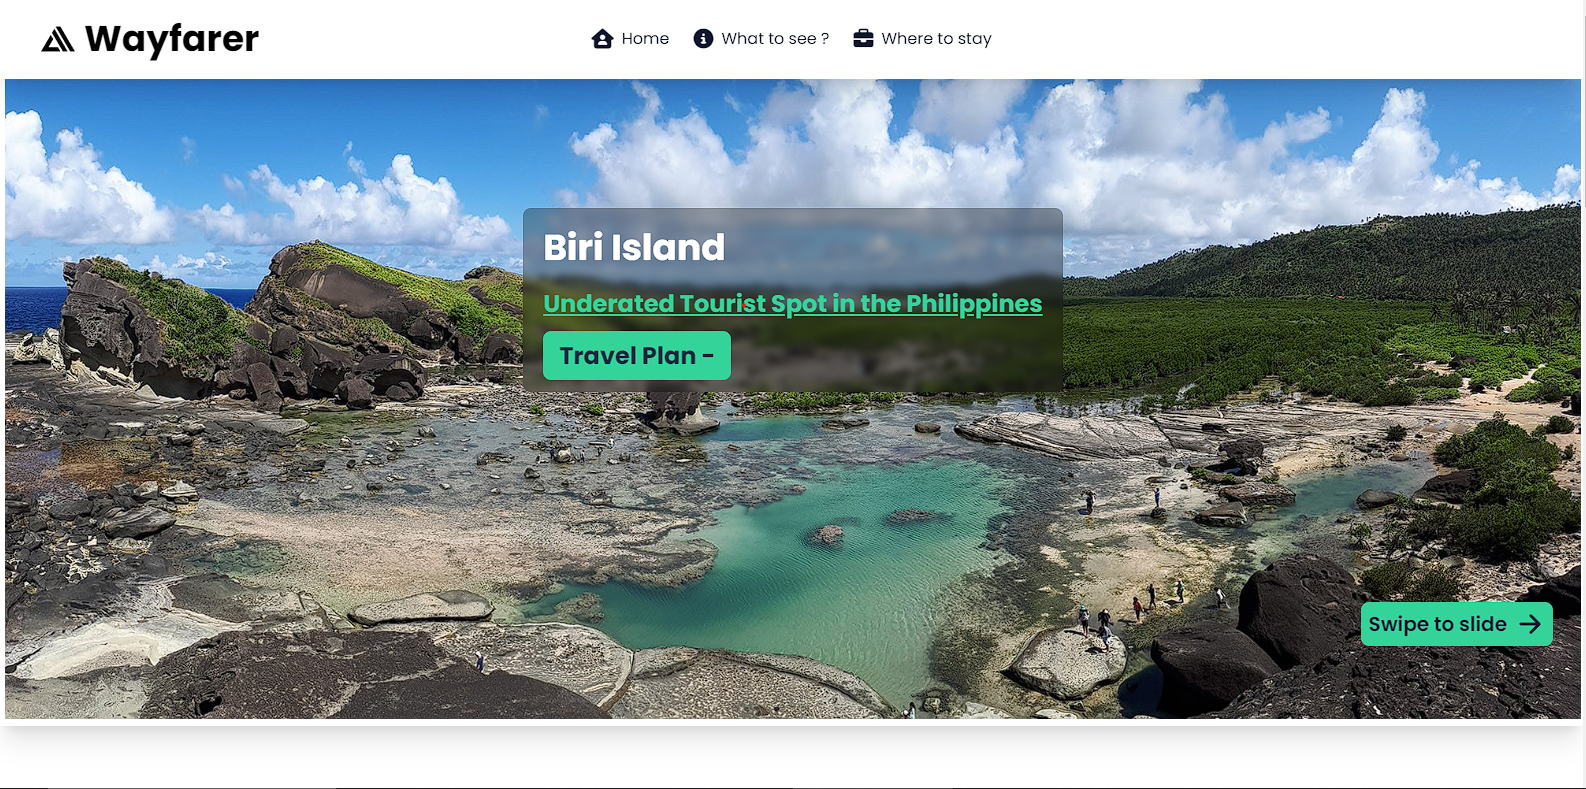 Wayfarer
Home
What to see ?
Where to stay
Biri Island
Underated Tourist Spot in the Philippines
Travel Plan -
Swipe to slide